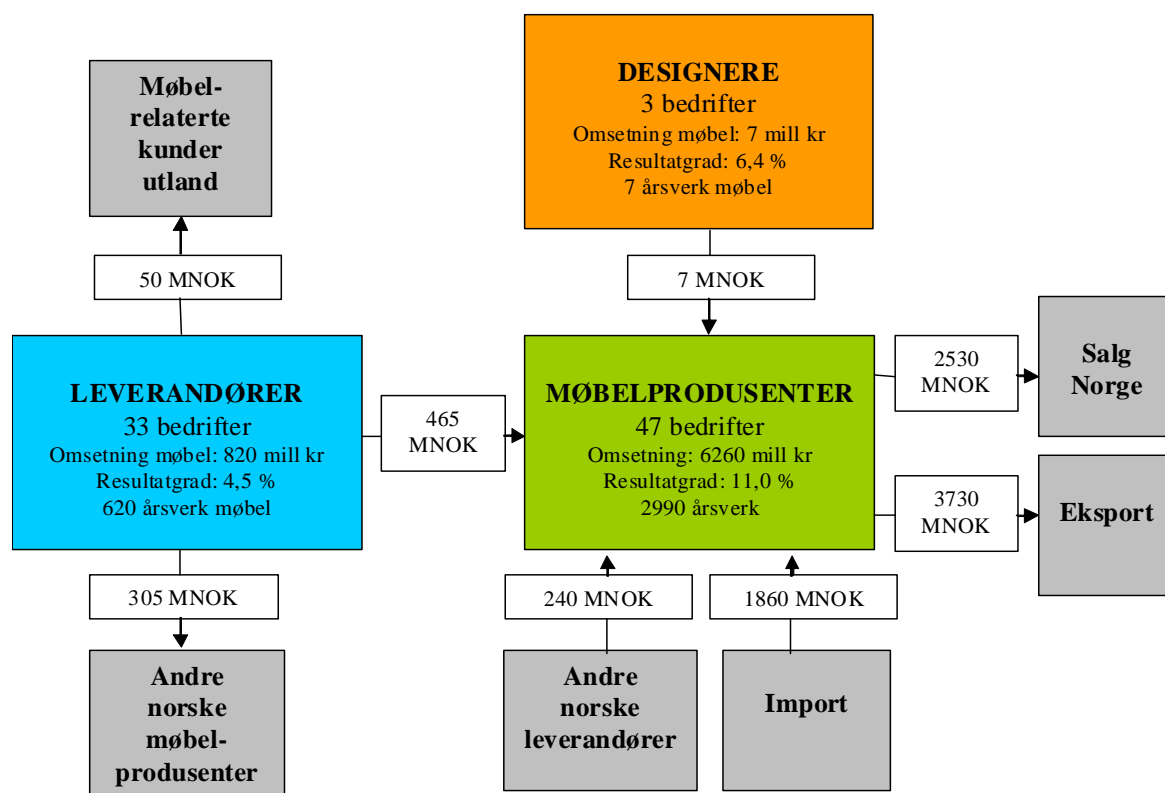 Møbel-
relaterte
kunder
utland
DESIGNERE
3 bedrifter
Omsetning møbel: 7 mill kr
Resultatgrad: 6,4 %
7 årsverk møbel
50 MNOK
7 MNOK
LEVERANDØRER
33 bedrifter
Omsetning møbel: 820 mill kr
Resultatgrad: 4,5 %
620 årsverk møbel
465
MNOK
MØBELPRODUSENTER
47 bedrifter
Omsetning: 6260 mill kr
Resultatgrad: 11,0 %
2990 årsverk
2530
MNOK
Salg
Norge
3730
MNOK
Eksport
305 MNOK
240 MNOK
1860 MNOK
Andre
norske
møbel-
produsenter
Andre
norske
leverandører
Import